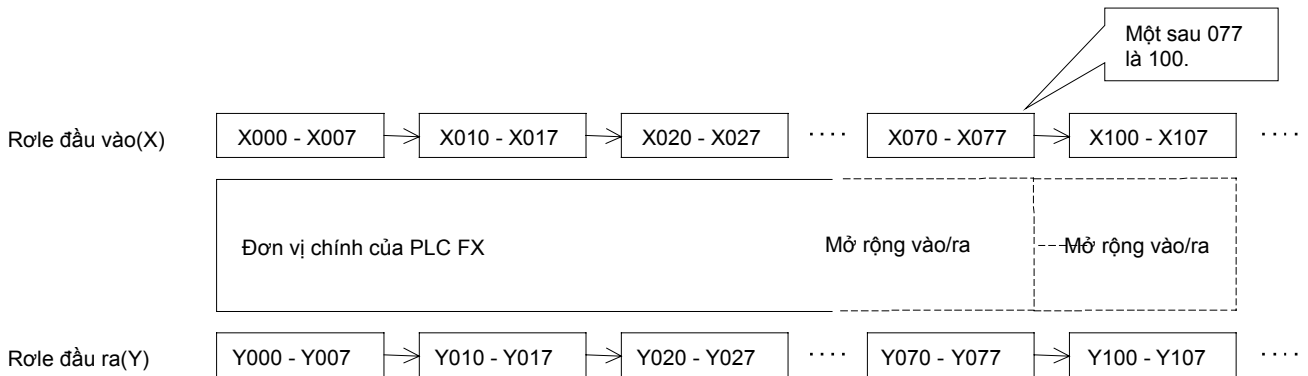 Một sau 077
là 100.
Rơle đầu vào(X) X000 - X007 X010 - X017 X020 - X027 ···· X070 - X077 X100 - X107 ····
Đơn vị chính của PLC FX Mở rộng vào/ra Mở rộng vào/ra
Rơle đầu ra(Y) Y000 - Y007 Y010 - Y017 Y020 - Y027 ···· Y070 - Y077 Y100 - Y107 ····